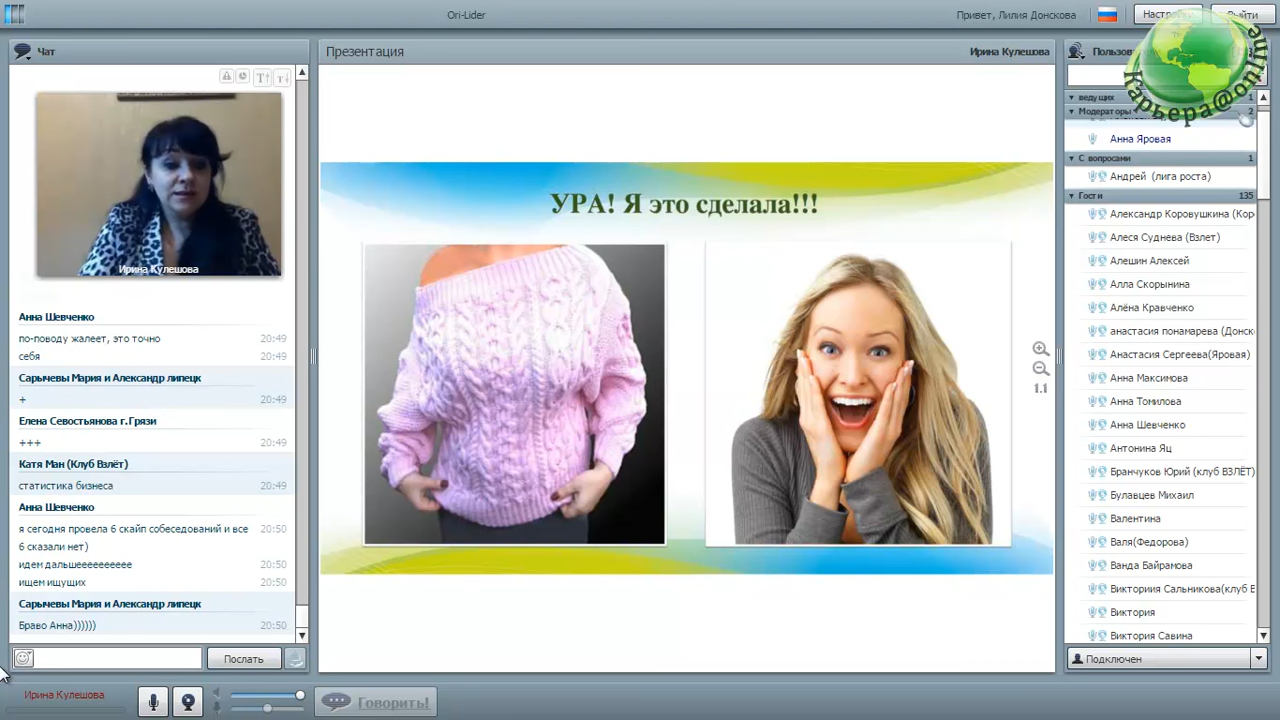 Ori-Lider
Привет, Лилия Донскова
Настройки
Выйти
Чат
Презентация
Ирина Кулешова
карьера@online
ведущих 1
Модераторы 2
Анна Яровая
С вопросами 1
Андрей (лига роста)
Гости 135
Александр Коровушкина (Кор
Алеся Суднева (Взлет)
Алешин Алексей
Алла Скорынина
Алёна Кравченко
анастасия понамарева (Донск
Анастасия Сергеева(Яровая)
Анна Максимова
Анна Томилова
Анна Шевченко
Антонина Яц
Бранчуков Юрий (клуб ВЗЛЁТ)
Булавцев Михаил
Валентина
Валя(Федорова)
Ванда Байрамова
Викториия Сальникова(клуб В
Виктория
Виктория Савина
Подключен
УРА! Я это сделала!!!
1.1
Ирина Кулешова
Анна Шевченко
по-поводу жалеет, это точно 20:49
себя 20:49
Сарычевы Мария и Александр липецк
+ 20:49
Елена Севостьянова г.Грязи
+++ 20:49
Катя Ман (Клуб Взлёт)
статистика бизнеса 20:49
Анна Шевченко
я сегодня провела 6 скайп собеседований и все 20:50
6 сказали нет)
идем дальшеееееееееее 20:50
ищем ищущих 20:50
Сарычевы Мария и Александр липецк
Браво Анна)))))) 20:50
Послать
Ирина Кулешова
Говорить!